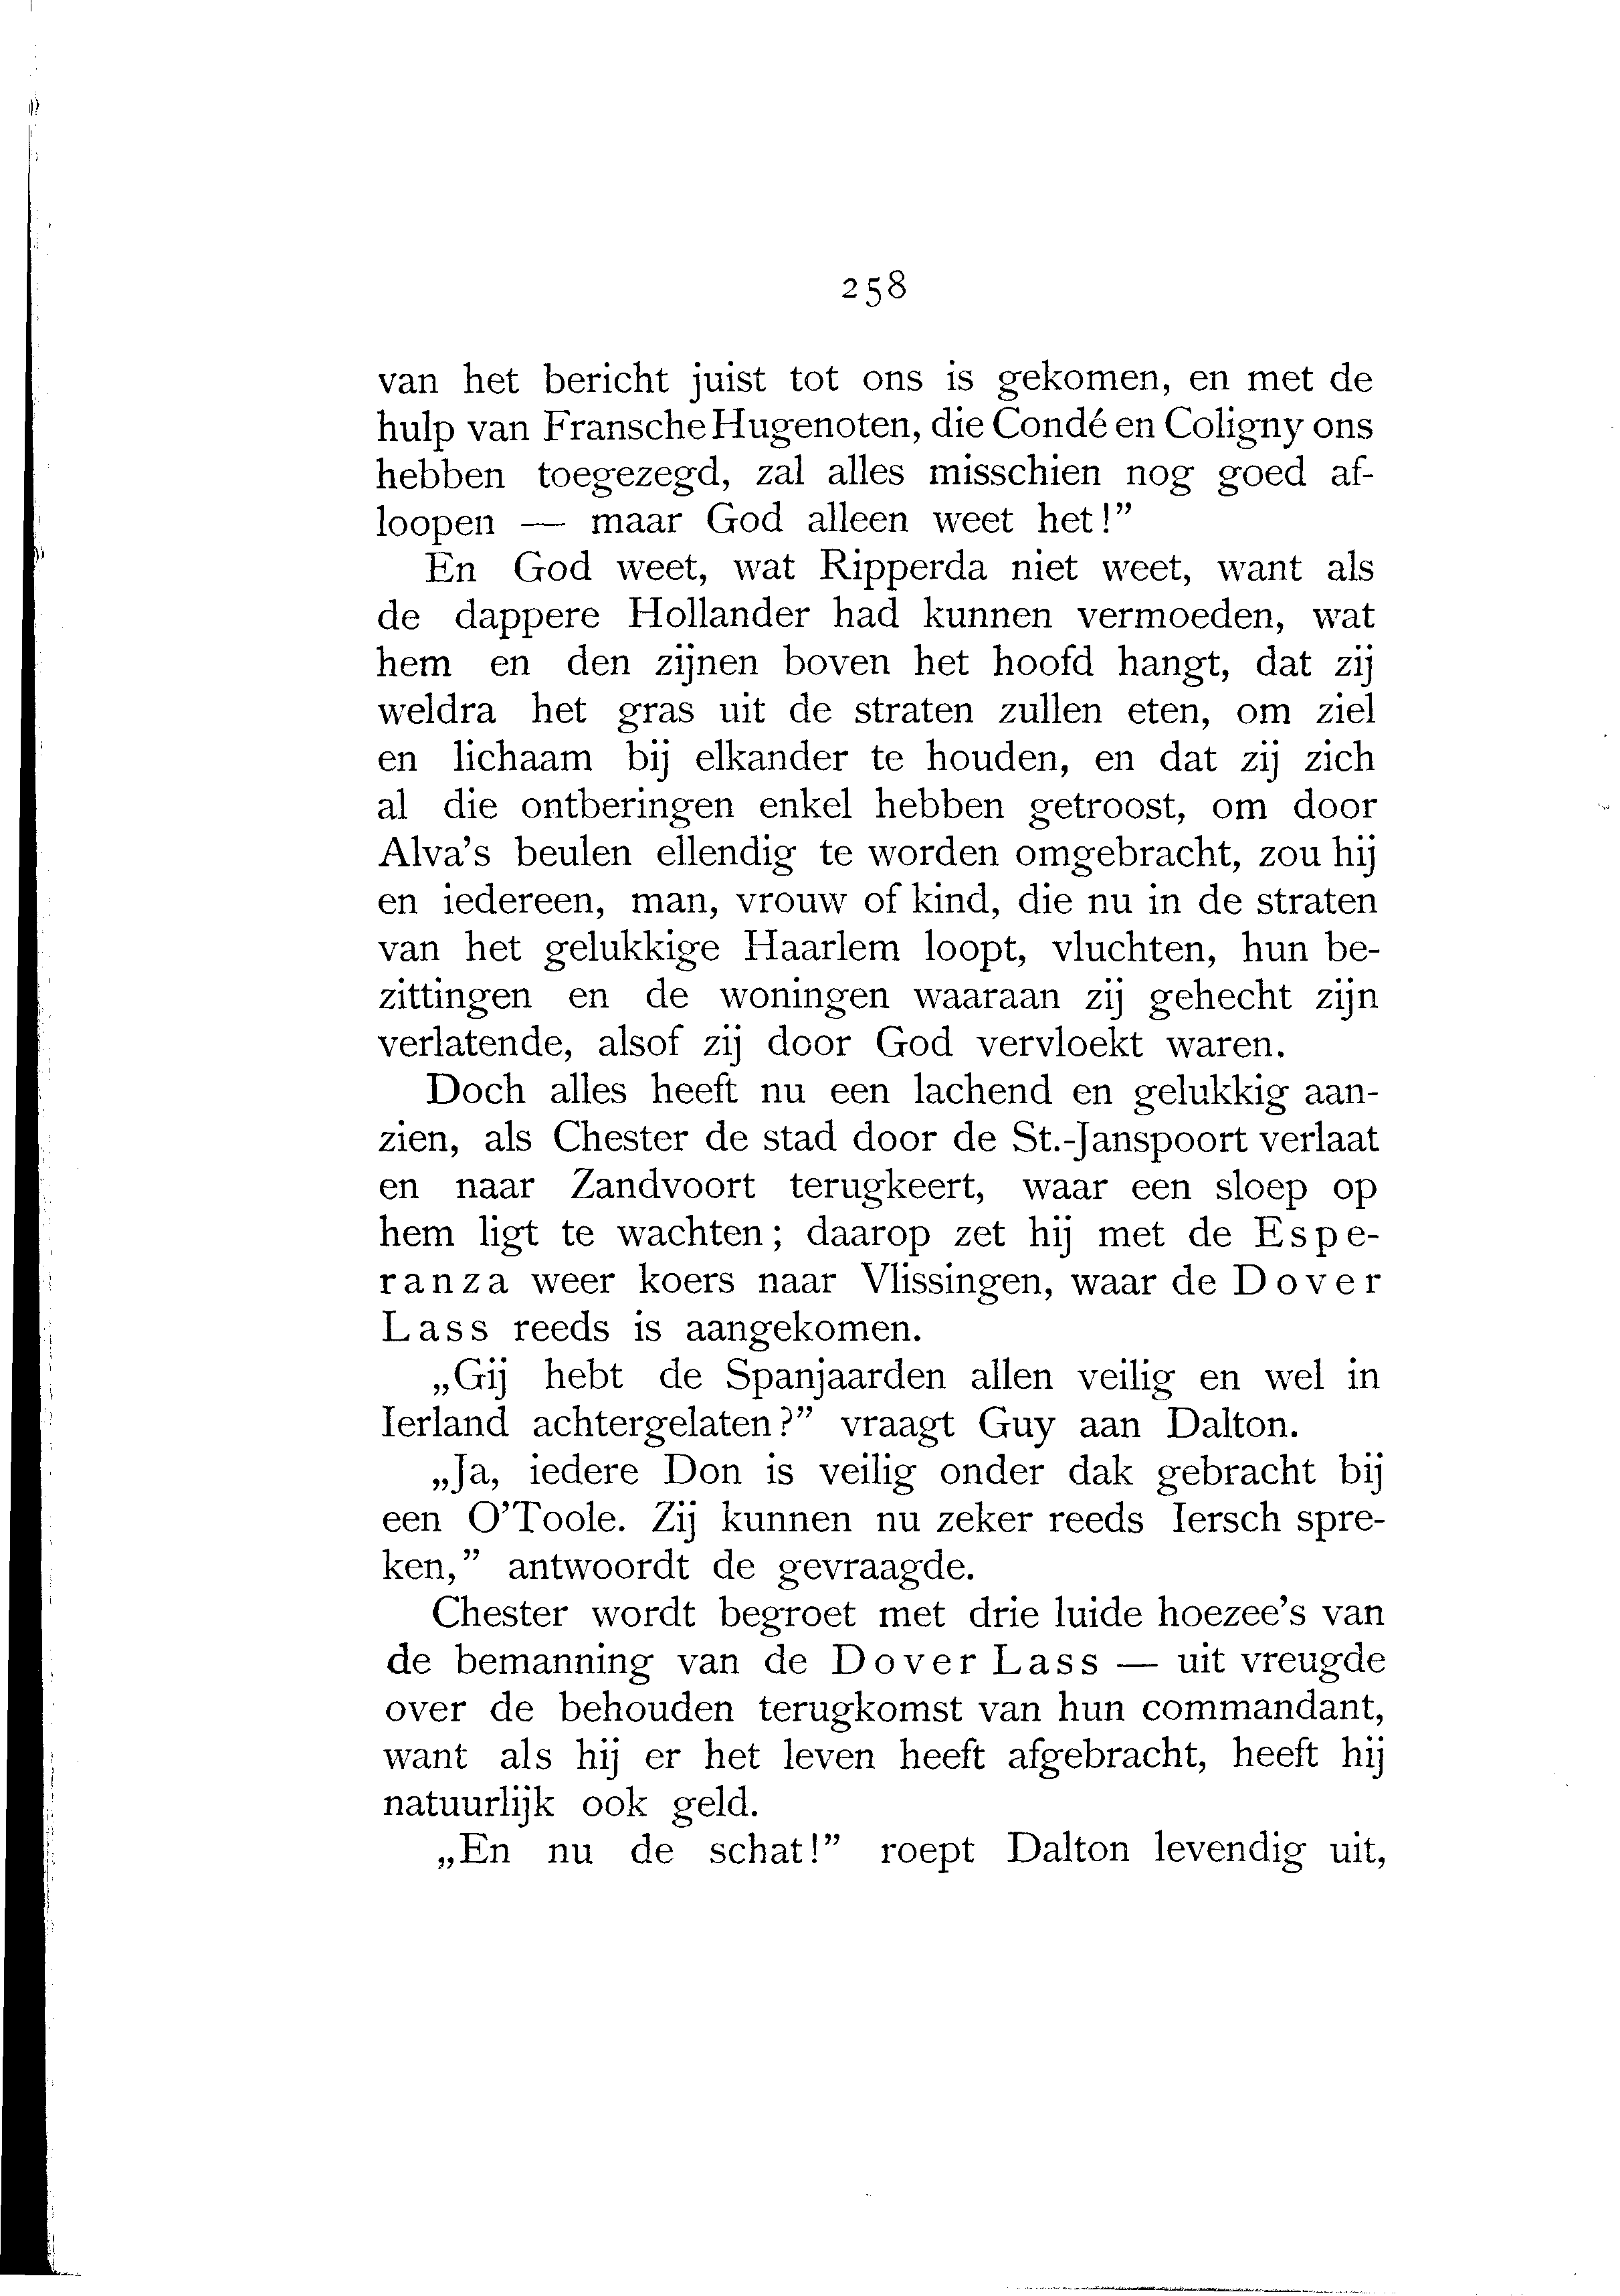 258
van het bericht juist tot ons is gekomen, en met de
hulp van Fransche Hugenoten, die Condé en Coligny ons
hebben toegezegd, zal alles misschien nog goed af-
loopen — maar God alleen weet het!”
En God weet, wat Ripperda niet weet, want als
de dappere Hollander had kunnen vermoeden, wat
hem en den zijnen boven het hoofd hangt, dat zij
weldra het gras uit de straten zullen eten, om ziel
en lichaam bij elkander te houden, en dat zij zich
al die ontberingen enkel hebben getroost, om door
Alva’s beulen ellendig te worden omgebracht, zou hij
en iedereen, man, vrouw of kind, die nu in de straten
van het gelukkige Haarlem loopt, vluchten, hun be-
zittingen en de woningen waaraan zij gehecht zijn
verlatende, alsof zij door God vervloekt waren.
Doch alles heeft nu een lachend en gelukkig aan-
zien, als Chester de stad door de St.-Janspoort verlaat
en naar Zandvoort terugkeert, waar een sloep op
hem ligt te wachten; daarop zet hij met de Espe-
ranza weer koers naar Vlissingen, waar de Dover
Lass reeds is aangekomen.
„Gij hebt de Spanjaarden allen veilig en wel in
Ierland achtergelaten?” vraagt Guy aan Dalton.
„Ja, iedere Don is veilig onder dak gebracht bij
een O’Toole. Zij kunnen nu zeker reeds Iersch spre-
ken,” antwoordt de gevraagde.
Chester wordt begroet met drie luide hoezee’s van
de bemanning van de Dover Lass — uit vreugde
over de behouden terugkomst van hun commandant,
want als hij er het leven heeft afgebracht, heeft hij
natuurlijk ook geld.
„En nu de schat!” roept Dalton levendig uit,